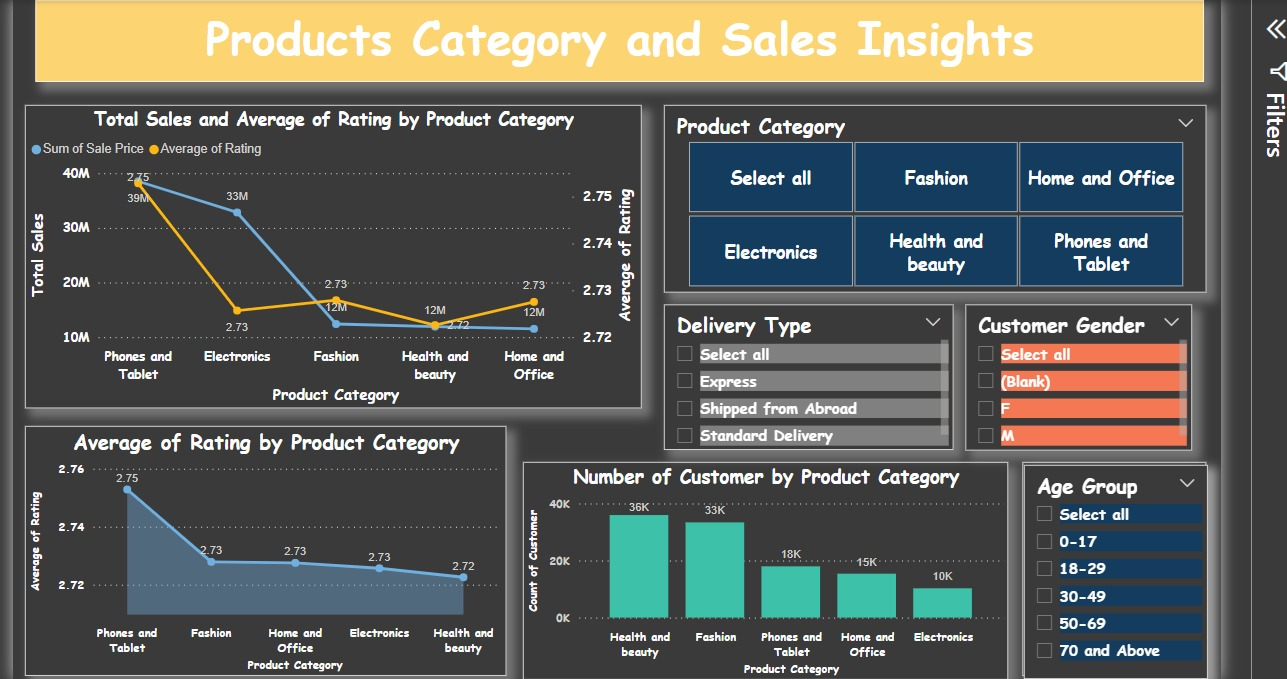 Products Category and Sales Insights
Filters
Total Sales and Average of Rating by Product Category
Sum of Sale Price Average of Rating
40M
30M
20M
10M
Total Sales
2.75
39M
33M
2.73
2.73
12M
12M
2.72
2.73
12M
2.75
2.74
2.73
2.72
Average of Rating
Phones and
Tablet
Electronics
Fashion
Health and
beauty
Home and
Office
Product Category
Product Category
Select all
Fashion
Home and Office
Electronics
Health and
beauty
Phones and
Tablet
Delivery Type
Select all
Express
Shipped from Abroad
Standard Delivery
Customer Gender
Select all
(Blank)
F
M
Average of Rating by Product Category
2.76
2.74
2.72
Average of Rating
2.75
2.73
2.73
2.73
2.72
Phones and
Tablet
Fashion
Home and
Office
Electronics
Health and
beauty
Product Category
Number of Customer by Product Category
40K
20K
0K
Count of Customer
36K
33K
18K
15K
10K
Health and
beauty
Fashion
Phones and
Tablet
Home and
Office
Electronics
Product Category
Age Group
Select all
0-17
18-29
30-49
50-69
70 and Above